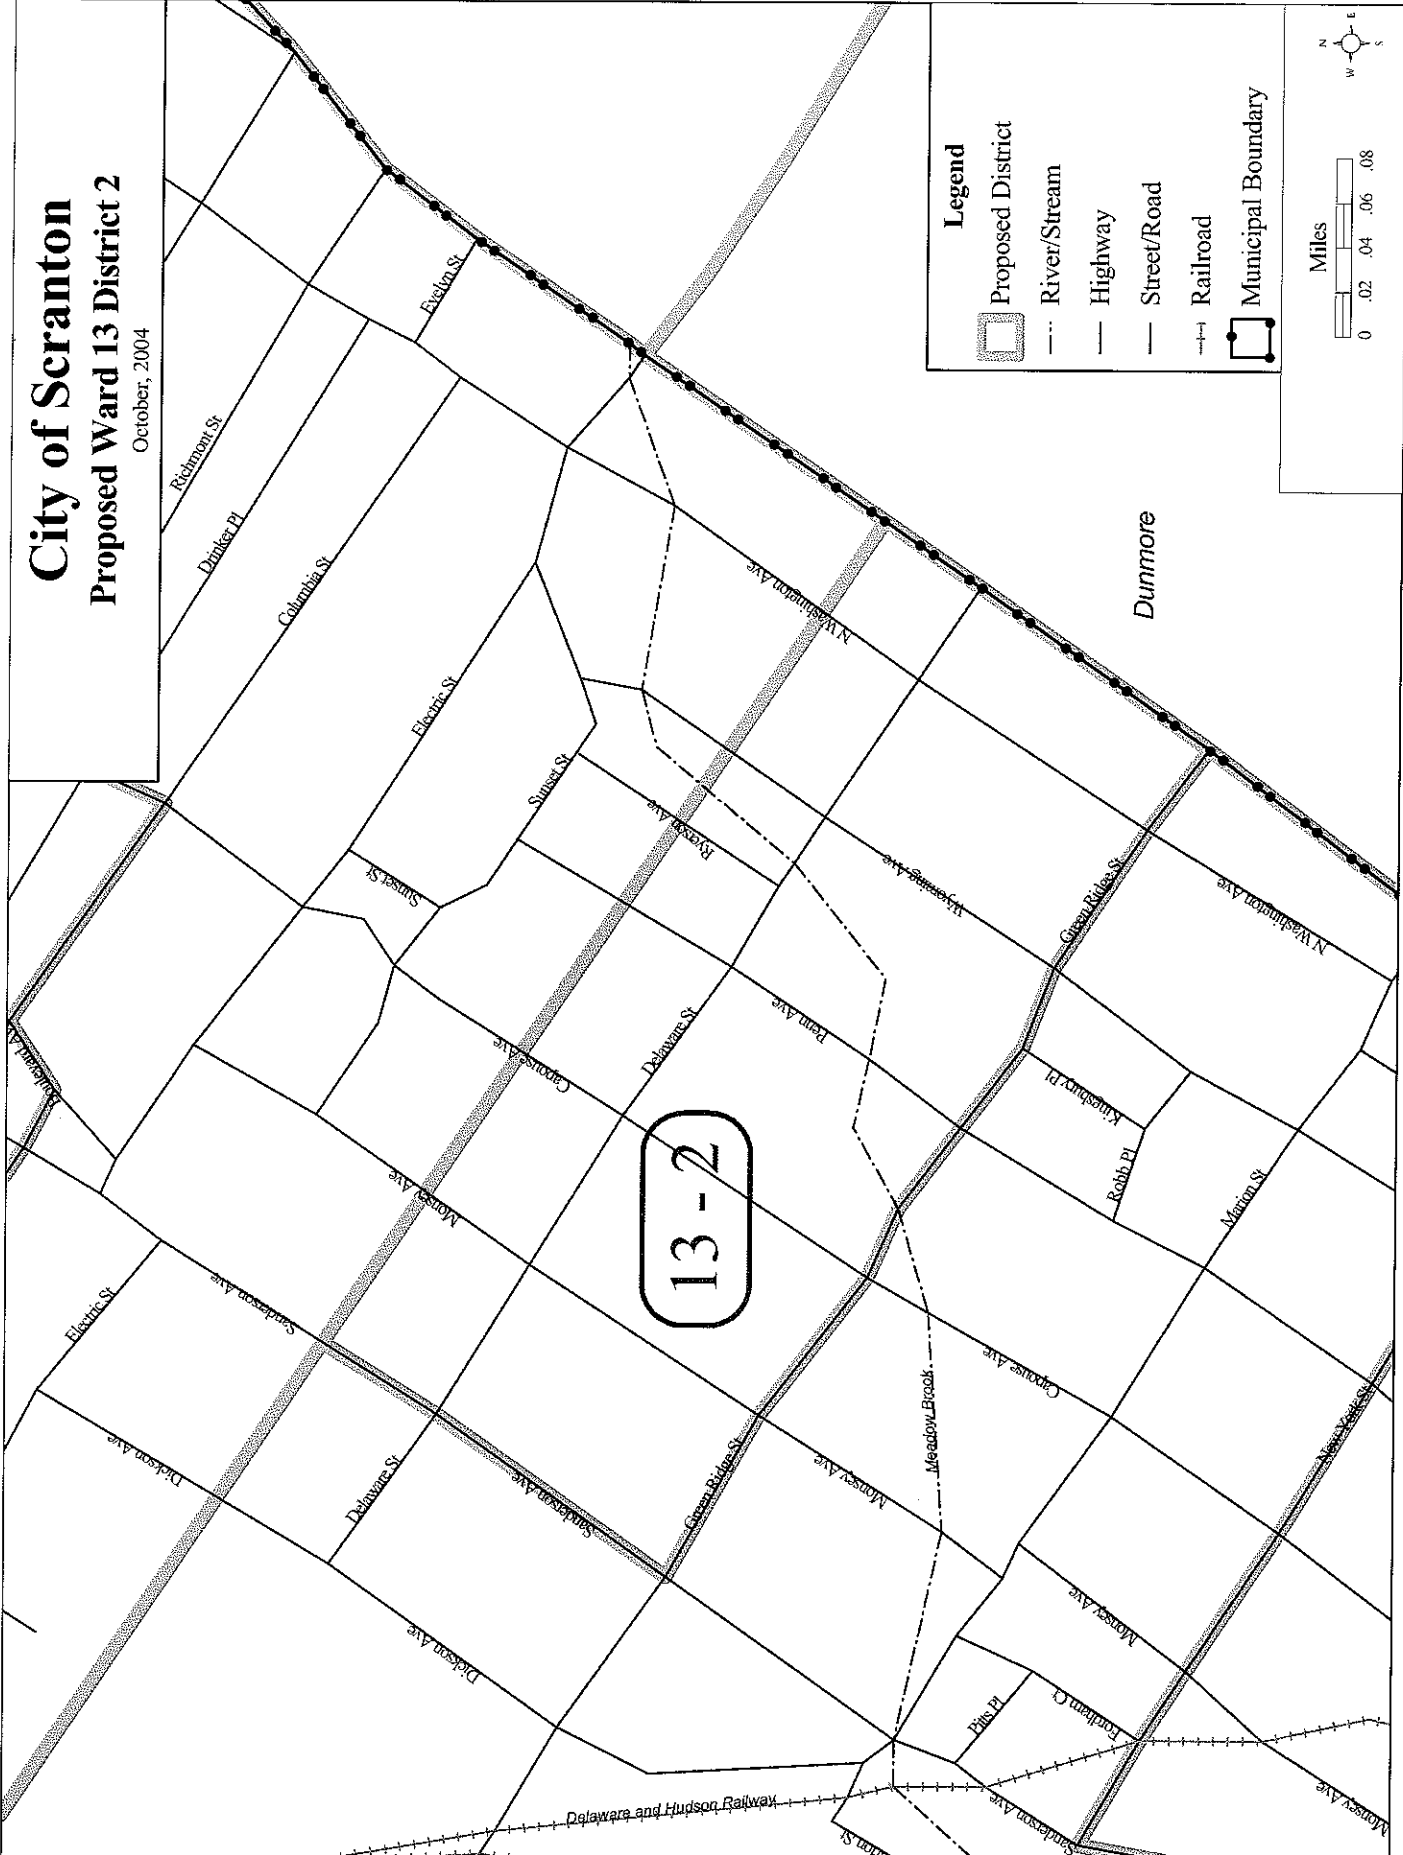 City of Scranton
Proposed Ward 13 District 2
October, 2004
Richmont St
Drinker Pl
Columbia St
Evelyn St
Electric St
Sunset St
Sunset St
Ryerson Ave
N Washington Ave
Boulevard A
Capouse Ave
Delaware St
Penn Ave
Wyoming Ave
Green Ridge St
N Washington Ave
Monsey Ave
Sanderson Ave
Electric St
Dickson Ave
Delaware St
Sanderson Ave
13 - 2
Kingsbury Pl
Robb Pl
Marion St
Capouse Ave
Meadow Brook
Green Ridge St
Monsey Ave
New York St
Dickson Ave
Monsey Ave
Fordham Ct
Pitts Pl
Sanderson Ave
Monsey Ave
Delaware and Hudson Railway
Dunmore
Legend
Proposed District
River/Stream
Highway
Street/Road
Railroad
Municipal Boundary
Miles
0 .02 .04 .06 .08
N
W E
S